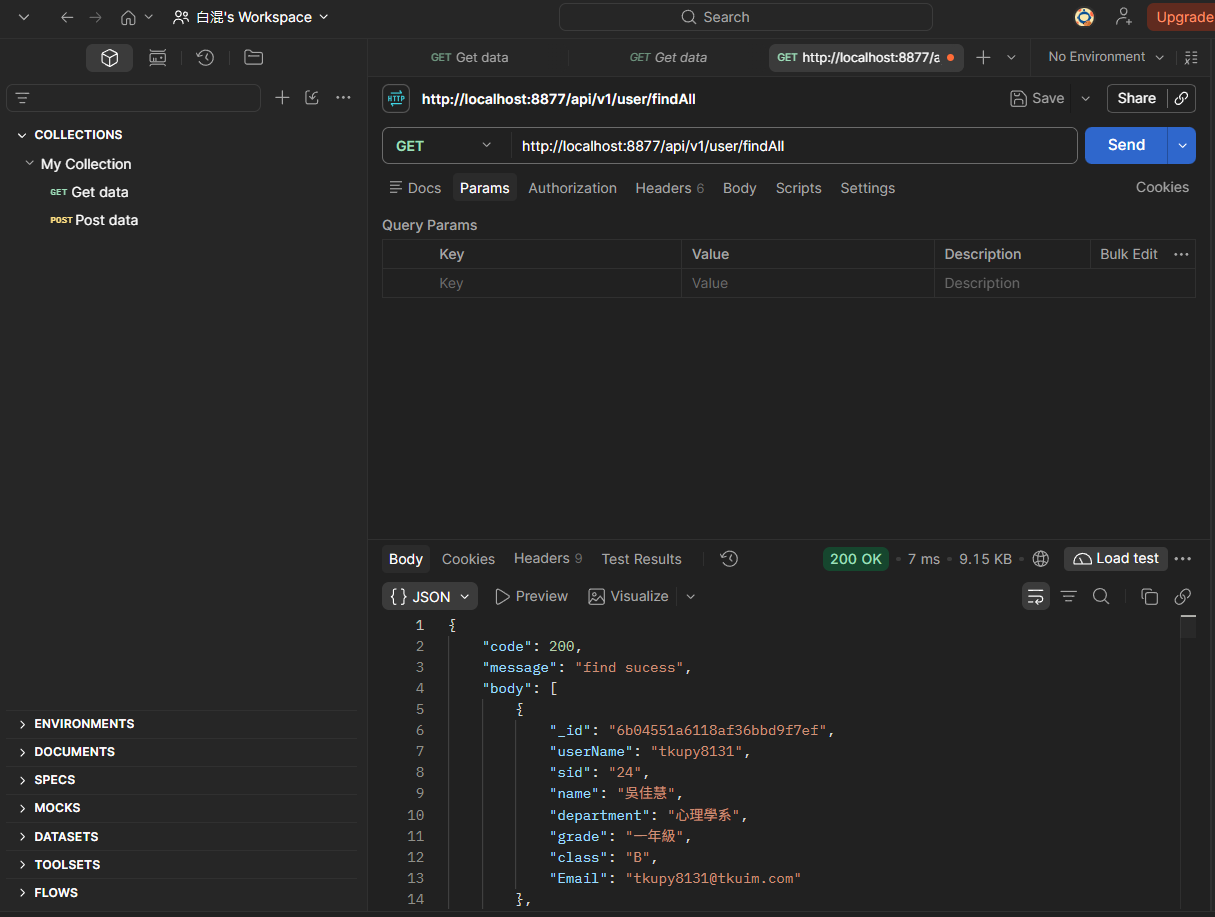 白混's Workspace
Search
Upgrade
GET Get data
GET Get data
GET http://localhost:8877/a
No Environment
HTTP
http://localhost:8877/api/v1/user/findAll
Save
Share
COLLECTIONS
My Collection
GET Get data
POST Post data
GET
http://localhost:8877/api/v1/user/findAll
Send
Docs
Params
Authorization
Headers 6
Body
Scripts
Settings
Cookies
Query Params
Key
Value
Description
Bulk Edit
Key
Value
Description
Body
Cookies
Headers 9
Test Results
200 OK
7 ms
9.15 KB
Load test
{} JSON
Preview
Visualize
1 {
2 "code": 200,
3 "message": "find sucess",
4 "body": [
5 {
6 "_id": "6b04551a6118af36bbd9f7ef",
7 "userName": "tkupy8131",
8 "sid": "24",
9 "name": "吳佳慧",
10 "department": "心理學系",
11 "grade": "一年級",
12 "class": "B",
13 "Email": "tkupy8131@tkuim.com"
14 },
ENVIRONMENTS
DOCUMENTS
SPECS
MOCKS
DATASETS
TOOLSETS
FLOWS